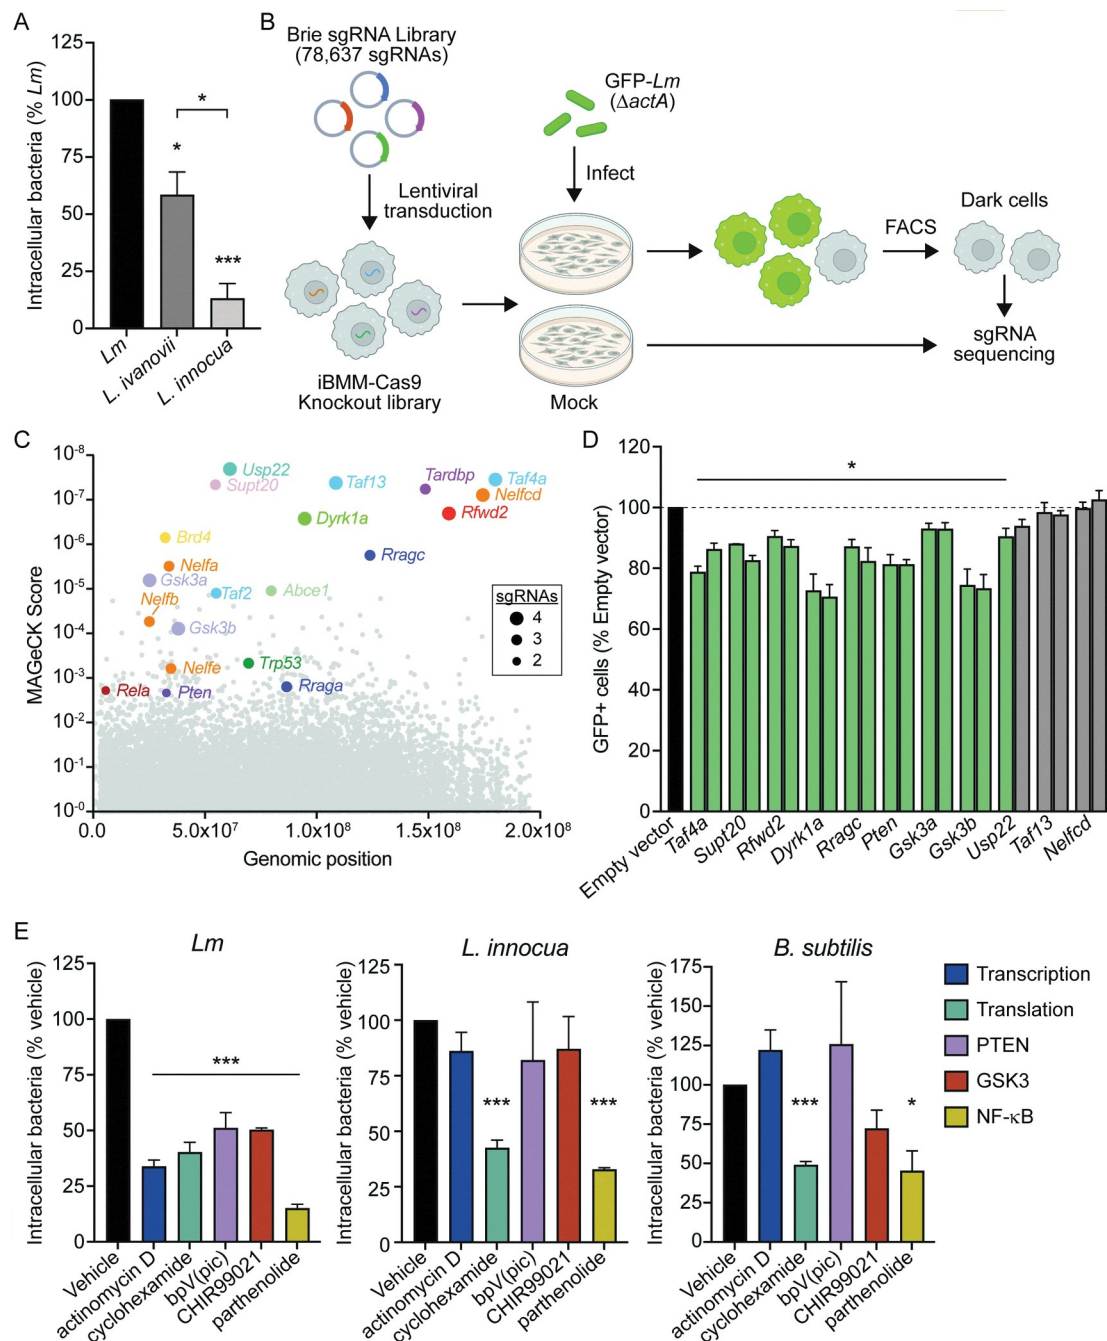 A
Intracellular bacteria (% Lm)
125
100
75
50
25
0
*
*
***
Lm
L. ivanovii
L. innocua
B
Brie sgRNA Library
(78,637 sgRNAs)
Lentiviral
transduction
iBMM-Cas9
Knockout library
GFP-Lm
(ΔactA)
Infect
Mock
FACS
Dark cells
sgRNA
sequencing
C
MAGeCK Score
10-8
10-7
10-6
10-5
10-4
10-3
10-2
10-1
10-0
Usp22
Supt20
Taf13
Tardbp
Taf4a
Nelfcd
Rfwd2
Dyrk1a
Brd4
Rragc
Nelfa
Gsk3a
Taf2
Abce1
Nelfb
Gsk3b
Nelfe
Trp53
Rela
Pten
Rraga
sgRNAs
4
3
2
0.0
5.0x107
1.0x108
1.5x108
2.0x108
Genomic position
D
GFP+ cells (% Empty vector)
120
100
80
60
40
20
0
*
Empty vector
Taf4a
Supt20
Rfwd2
Dyrk1a
Rragc
Pten
Gsk3a
Gsk3b
Usp22
Taf13
Nelfcd
E
Lm
Intracellular bacteria (% vehicle)
125
100
75
50
25
0
***
Vehicle
actinomycin D
cyclohexamide
bpV(pic)
CHIR99021
parthenolide
L. innocua
Intracellular bacteria (% vehicle)
125
100
75
50
25
0
***
***
Vehicle
actinomycin D
cyclohexamide
bpV(pic)
CHIR99021
parthenolide
B. subtilis
Intracellular bacteria (% vehicle)
175
150
125
100
75
50
25
0
***
*
Vehicle
actinomycin D
cyclohexamide
bpV(pic)
CHIR99021
parthenolide
Transcription
Translation
PTEN
GSK3
NF-κB